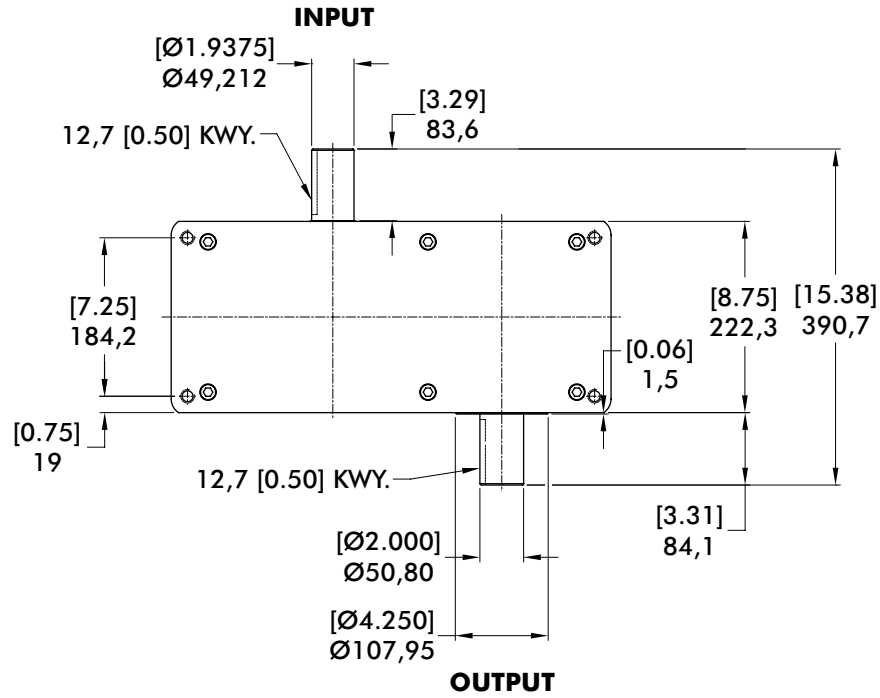 INPUT
[Ø1.9375]
Ø49,212
[3.29]
83,6
12,7 [0.50] KWY.
[7.25]
184,2
[8.75]
222,3
[15.38]
390,7
[0.06]
1,5
[0.75]
19
12,7 [0.50] KWY.
[3.31]
84,1
[Ø2.000]
Ø50,80
[Ø4.250]
Ø107,95
OUTPUT